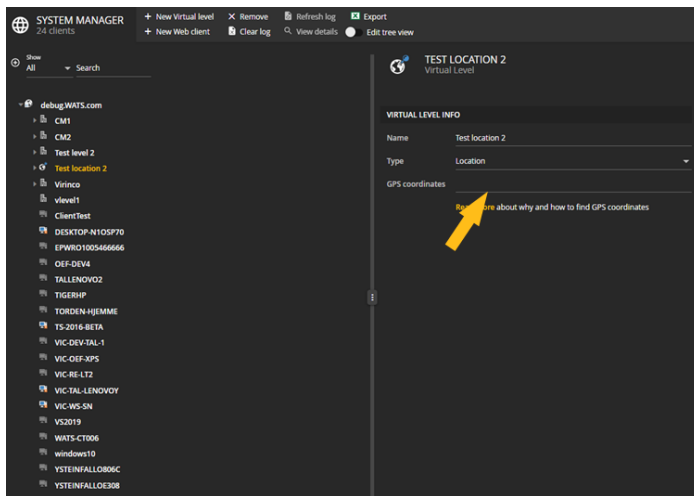 SYSTEM MANAGER
24 clients
+ New Virtual level
+ New Web client
Remove
Clear log
Refresh log
View details
Export
Edit tree view
Show
All
Search
debug.WATS.com
CM1
CM2
Test level 2
Test location 2
Virinco
vlevel1
ClientTest
DESKTOP-N1OSP70
EPWRO1005466666
OEF-DEV4
TALLENOVO2
TIGERHP
TORDEN-HJEMME
TS-2016-BETA
VIC-DEV-TAL-1
VIC-OEF-XPS
VIC-RE-LT2
VIC-TAL-LENOVOY
VIC-WS-SN
VS2019
WATS-CT006
windows10
YSTEINFALLO806C
YSTEINFALLOE308
TEST LOCATION 2
Virtual Level
VIRTUAL LEVEL INFO
Name Test location 2
Type Location
GPS coordinates
about why and how to find GPS coordinates